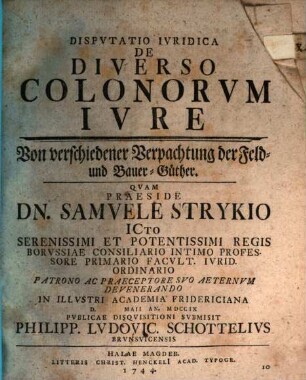 DISPVTATIO IVRIDICA
DE
DIVERSO
COLONORVM
IVRE
Von verschiedener Verpachtung der Feld-
und Bauer-Güther.
QVAM
PRAESIDE
DN. SAMVELE STRYKIO
ICTO
SERENISSIMI ET POTENTISSIMI REGIS
BORVSSIAE CONSILIARIO INTIMO PROFES-
SORE PRIMARIO FACVLT. IVRID.
ORDINARIO
PATRONO AC PRAECEPTORE SVO AETERNVM
DEVENERANDO
IN ILLVSTRI ACADEMIA FRIDERICIANA
D. MAII AN. MDCCIX
PVBLICAE DISQVISITIONI SVBMISIT
PHILIPP. LVDOVIC. SCHOTTELIVS
BRVNSVICENSIS.
HALAE MAGDEB.
LITTERIS CHRIST. HENCKELI ACAD. TYPOGR.
1744
10